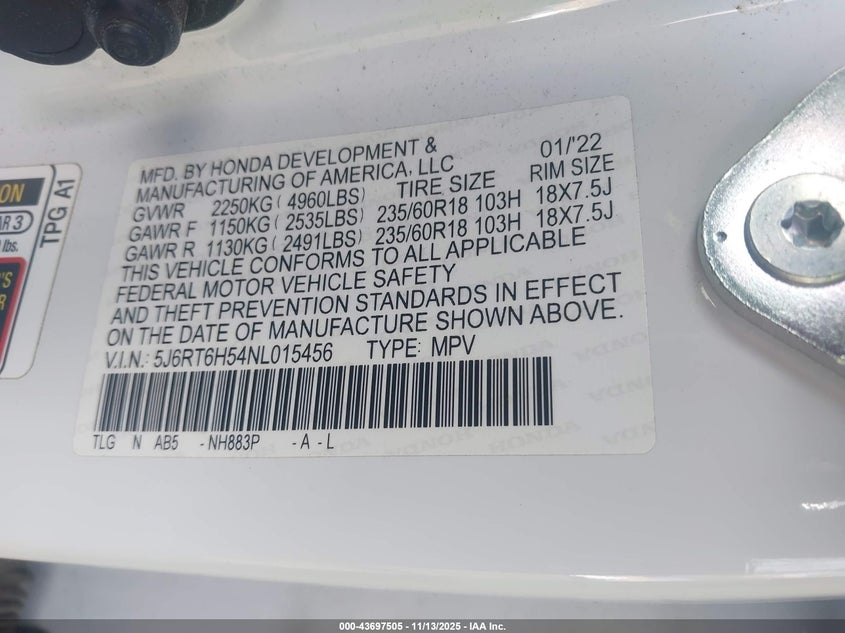 MFD. BY HONDA DEVELOPMENT & 01/'22
MANUFACTURING OF AMERICA, LLC
TIRE SIZE RIM SIZE
GVWR 2250KG ( 4960LBS)
GAWR F 1150KG ( 2535LBS) 235/60R18 103H 18X7.5J
GAWR R 1130KG ( 2491LBS) 235/60R18 103H 18X7.5J
THIS VEHICLE CONFORMS TO ALL APPLICABLE
FEDERAL MOTOR VEHICLE SAFETY
AND THEFT PREVENTION STANDARDS IN EFFECT
ON THE DATE OF MANUFACTURE SHOWN ABOVE.
V.I.N.: 5J6RT6H54NL015456 TYPE: MPV
TLG N AB5 -NH883P -A-L
TPG A1
lbs.
000-43697505 | 11/13/2025 | IAA Inc.